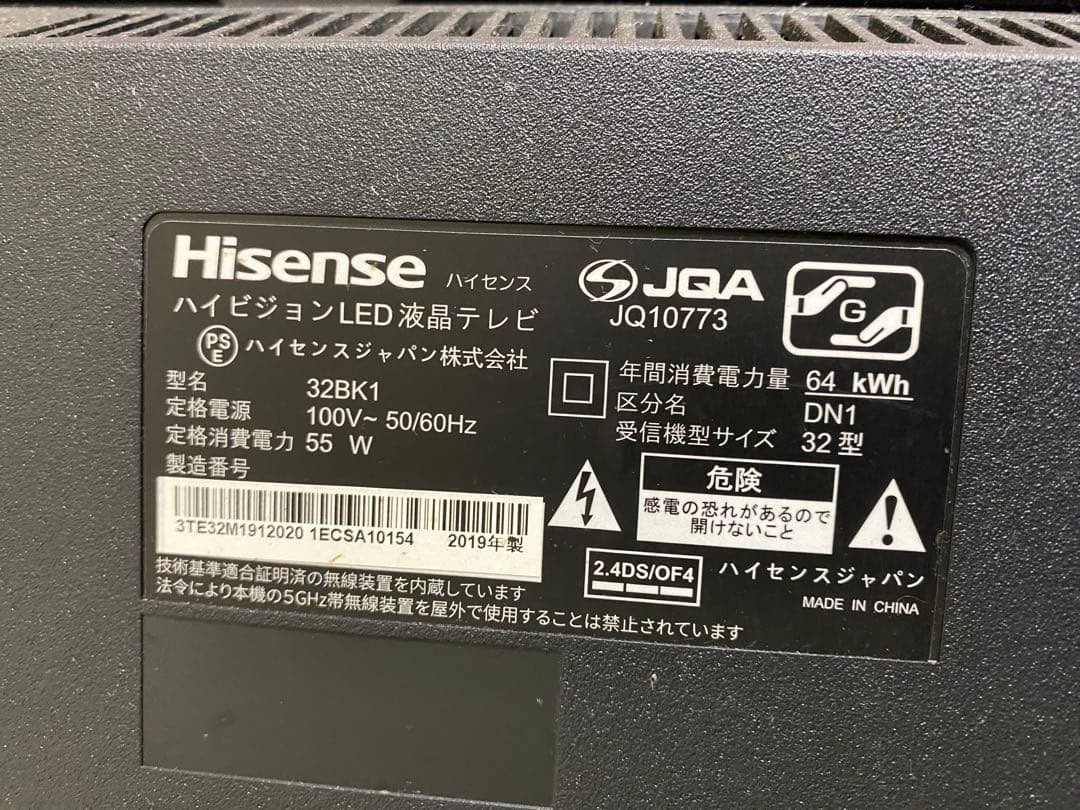 Hisense ハイセンス
ハイビジョンLED液晶テレビ
PSE ハイセンスジャパン株式会社
型名 32BK1
定格電源 100V~ 50/60Hz
定格消費電力 55 W
製造番号
3TE32M1912020 1ECSA10154 2019年製
技術基準適合証明済の無線装置を内蔵しています
法令により本機の5GHz帯無線装置を屋外で使用することは禁止されています
JQA
JQ10773
G
年間消費電力量 64 kWh
区分名 DN1
受信機型サイズ 32型
危険
感電の恐れがあるので
開けないこと
2.4DS/OF4
ハイセンスジャパン
MADE IN CHINA